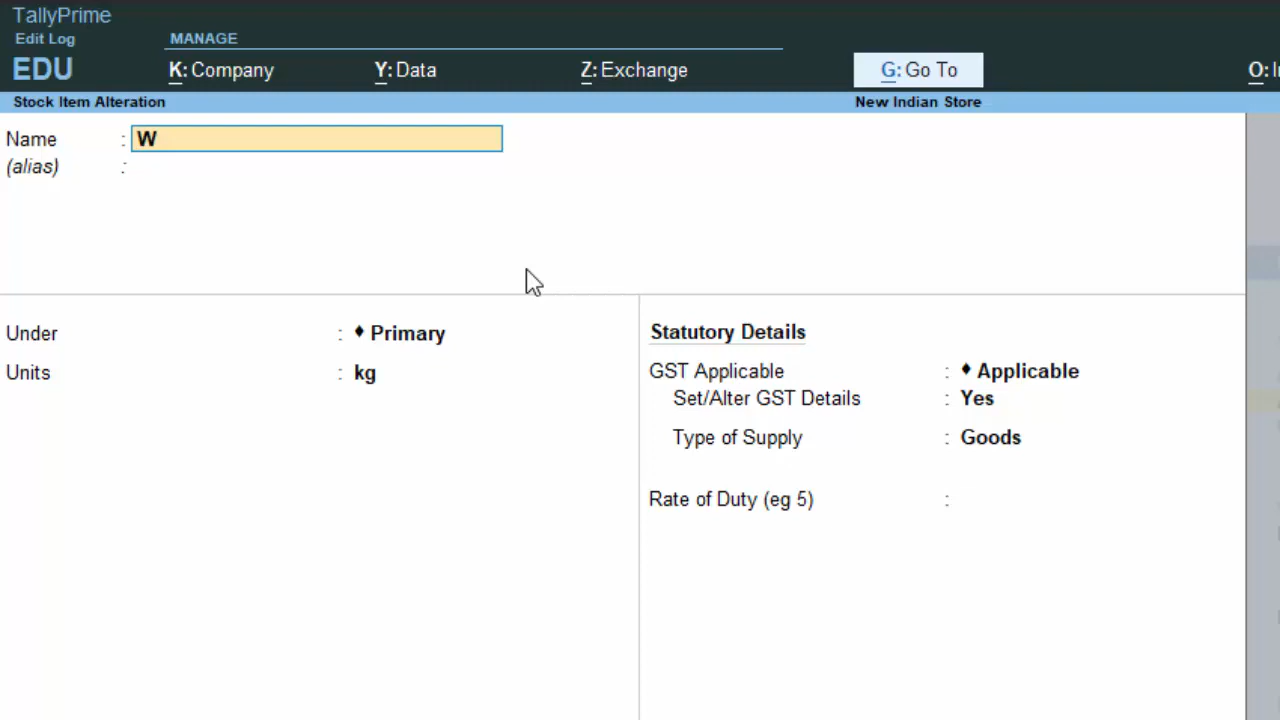 TallyPrime
Edit Log
MANAGE
EDU
K: Company
Y: Data
Z: Exchange
G: Go To
O:
Stock Item Alteration
New Indian Store
Name : W
(alias) :
Under : ♦ Primary
Units : kg
Statutory Details
GST Applicable : ♦ Applicable
Set/Alter GST Details : Yes
Type of Supply : Goods
Rate of Duty (eg 5) :